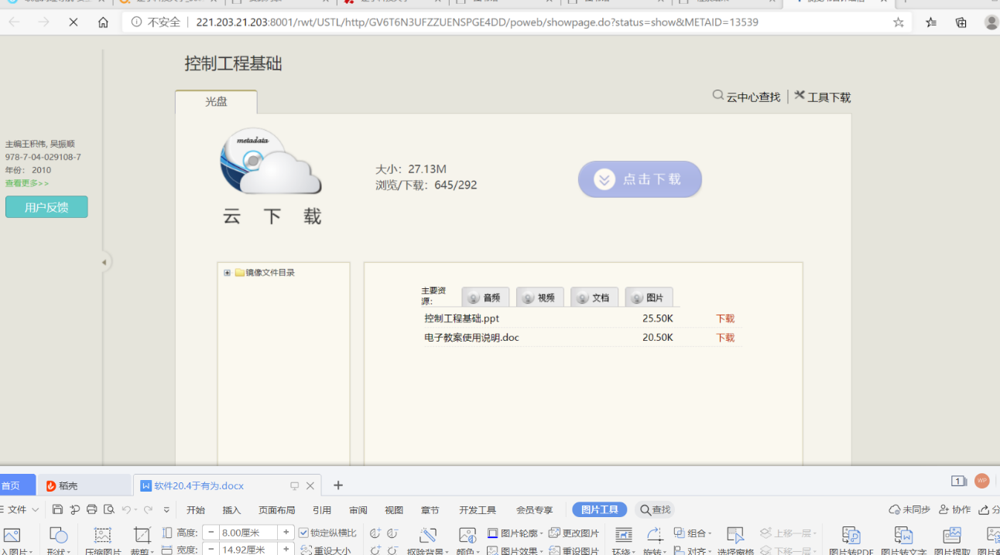 不安全 221.203.21.203:8001/rwt/USTL/http/GV6T6N3UFZZUENSPGE4DD/poweb/showpage.do?status=show&METAID=13539
控制工程基础
光盘
云中心查找
工具下载
主编王积伟, 吴振顺
978-7-04-029108-7
年份: 2010
查看更多>>
用户反馈
metadata
云下载
大小: 27.13M
浏览/下载: 645/292
点击下载
镜像文件目录
主要资源:
音频 视频 文档 图片
控制工程基础.ppt 25.50K 下载
电子教案使用说明.doc 20.50K 下载
首页 稻壳 软件20.4于有为.docx 1 WP
文件 开始 插入 页面布局 引用 审阅 视图 章节 开发工具 会员专享 图片工具 查找 未同步 协作
高度: 8.00厘米 锁定纵横比 图片轮廓 更改图片 组合 上移一层
入图片 形状 压缩图片 裁剪 宽度: 14.92厘米 重设大小 抠除背景 颜色 图片效果 重设图片 环绕 旋转 对齐 选择窗格 下移一层 图片转PDF 图片转文字 图片提取